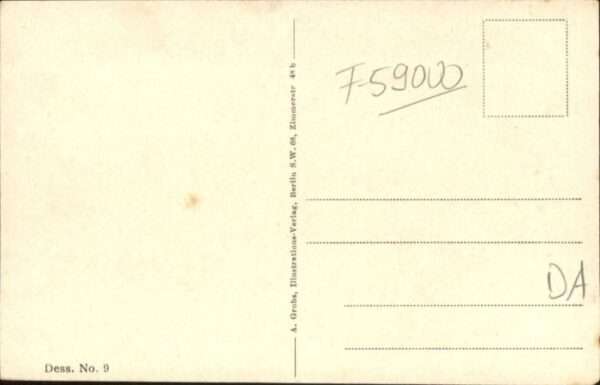 F-59000
A. Grohs, Illustrations-Verlag, Berlin S.W. 68, Zimmerstr 48 b
DA
Dess. No. 9